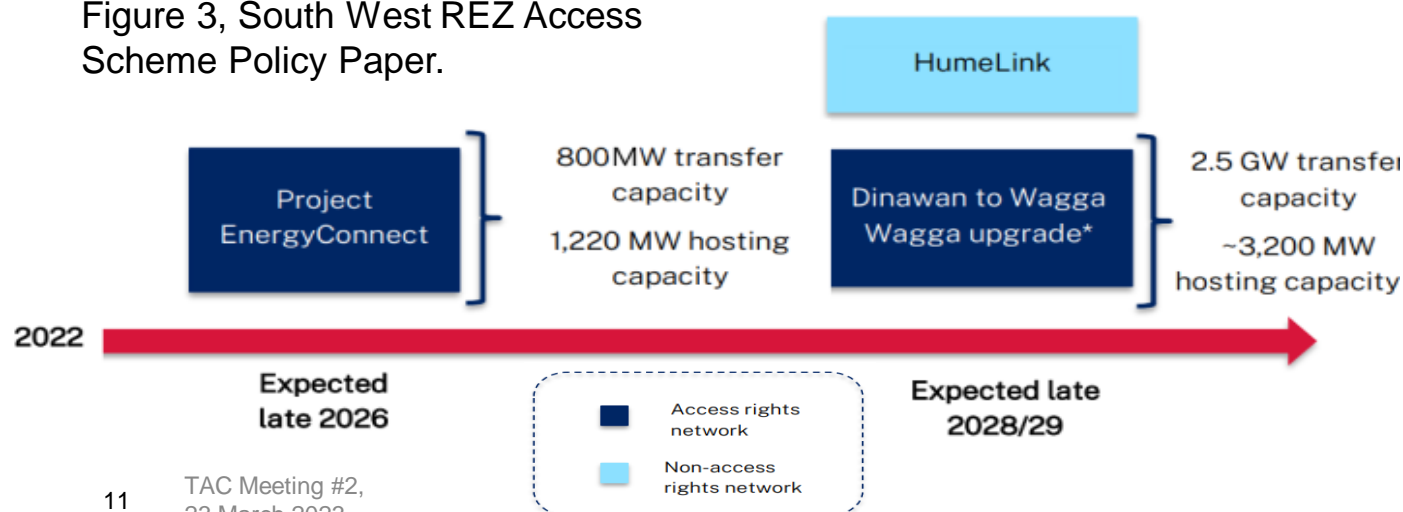 Figure 3, South West REZ Access
Scheme Policy Paper.
HumeLink
Project
EnergyConnect
800MW transfer
capacity
1,220 MW hosting
capacity
Dinawan to Wagga
Wagga upgrade*
2.5 GW transfer
capacity
~3,200 MW
hosting capacity
2022
Expected
late 2026
Access rights
network
Non-access
rights network
Expected late
2028/29
11
TAC Meeting #2,